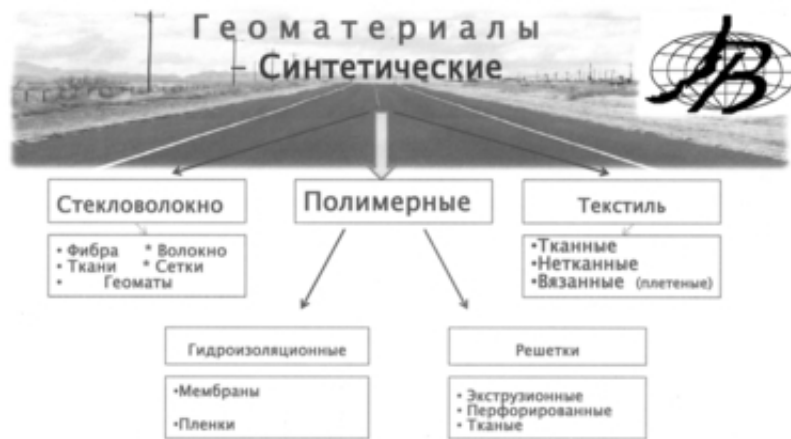 Геоматериалы
– Синтетические
Стекловолокно
Полимерные
Текстиль
• Фибра * Волокно
• Ткани * Сетки
• Геоматы
•Тканные
•Нетканные
•Вязанные (плетеные)
Гидроизоляционные
Решетки
•Мембраны
•Пленки
• Экструзионные
• Перфорированные
• Тканые